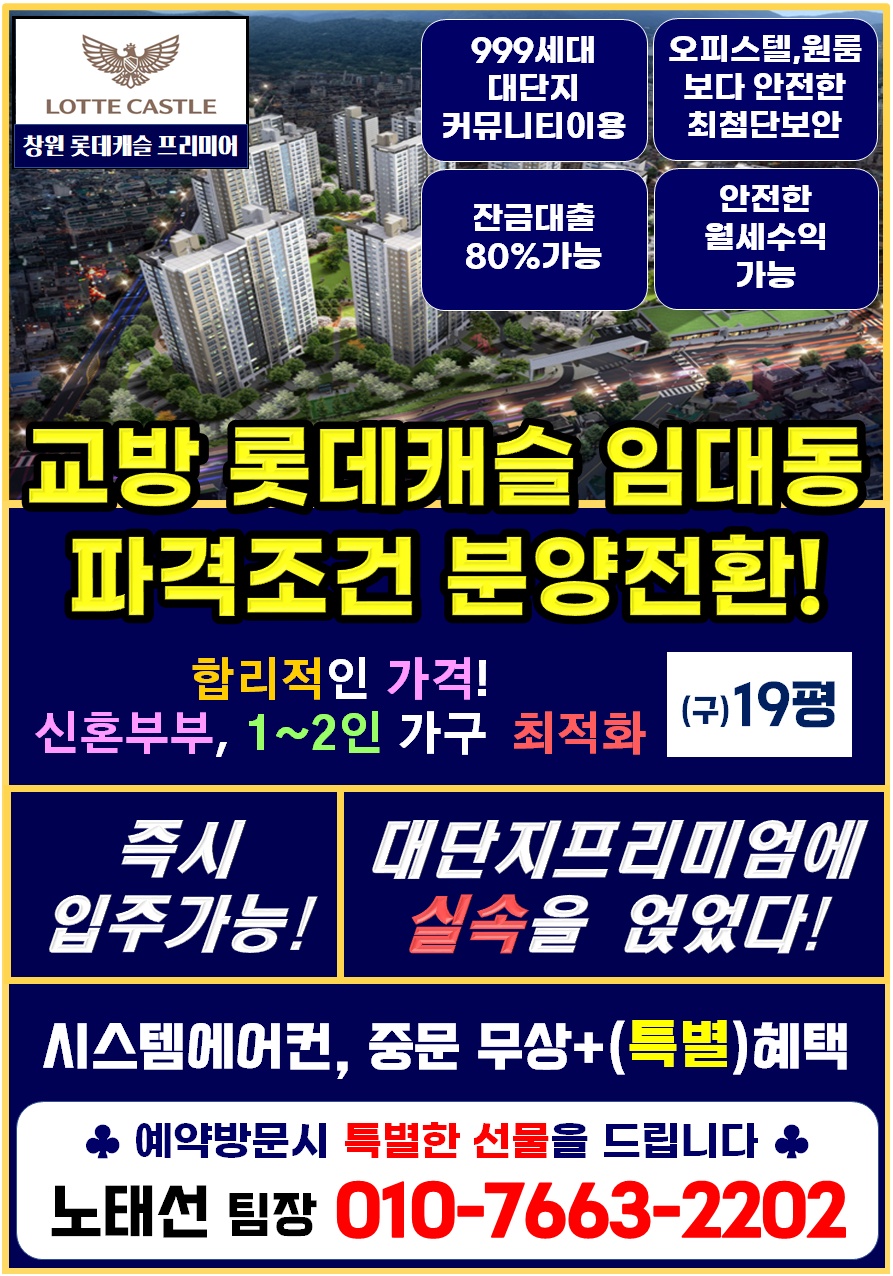 LOTTE CASTLE
창원 롯데캐슬 프리미어
999세대
대단지
커뮤니티이용
오피스텔,원룸
보다 안전한
최첨단보안
잔금대출
80%가능
안전한
월세수익
가능
교방 롯데캐슬 임대동
파격조건 분양전환!
합리적인 가격!
신혼부부, 1~2인 가구 최적화
(구)19평
즉시
입주가능!
대단지프리미엄에
실속을 얹었다!
시스템에어컨, 중문 무상+(특별)혜택
♣ 예약방문시 특별한 선물을 드립니다 ♣
노태선 팀장 010-7663-2202